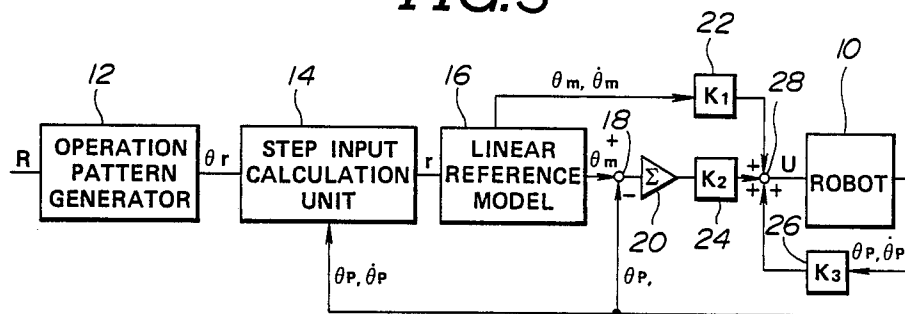 FIG.3
12
14
16
22
28
10
R
OPERATION
PATTERN
GENERATOR
θr
STEP INPUT
CALCULATION
UNIT
r
LINEAR
REFERENCE
MODEL
θm, θ̇m
θm
+
−
18
Σ
20
K1
K2
24
+
+
+
U
ROBOT
26
K3
θP, θ̇P
θP, θ̇P
θP,